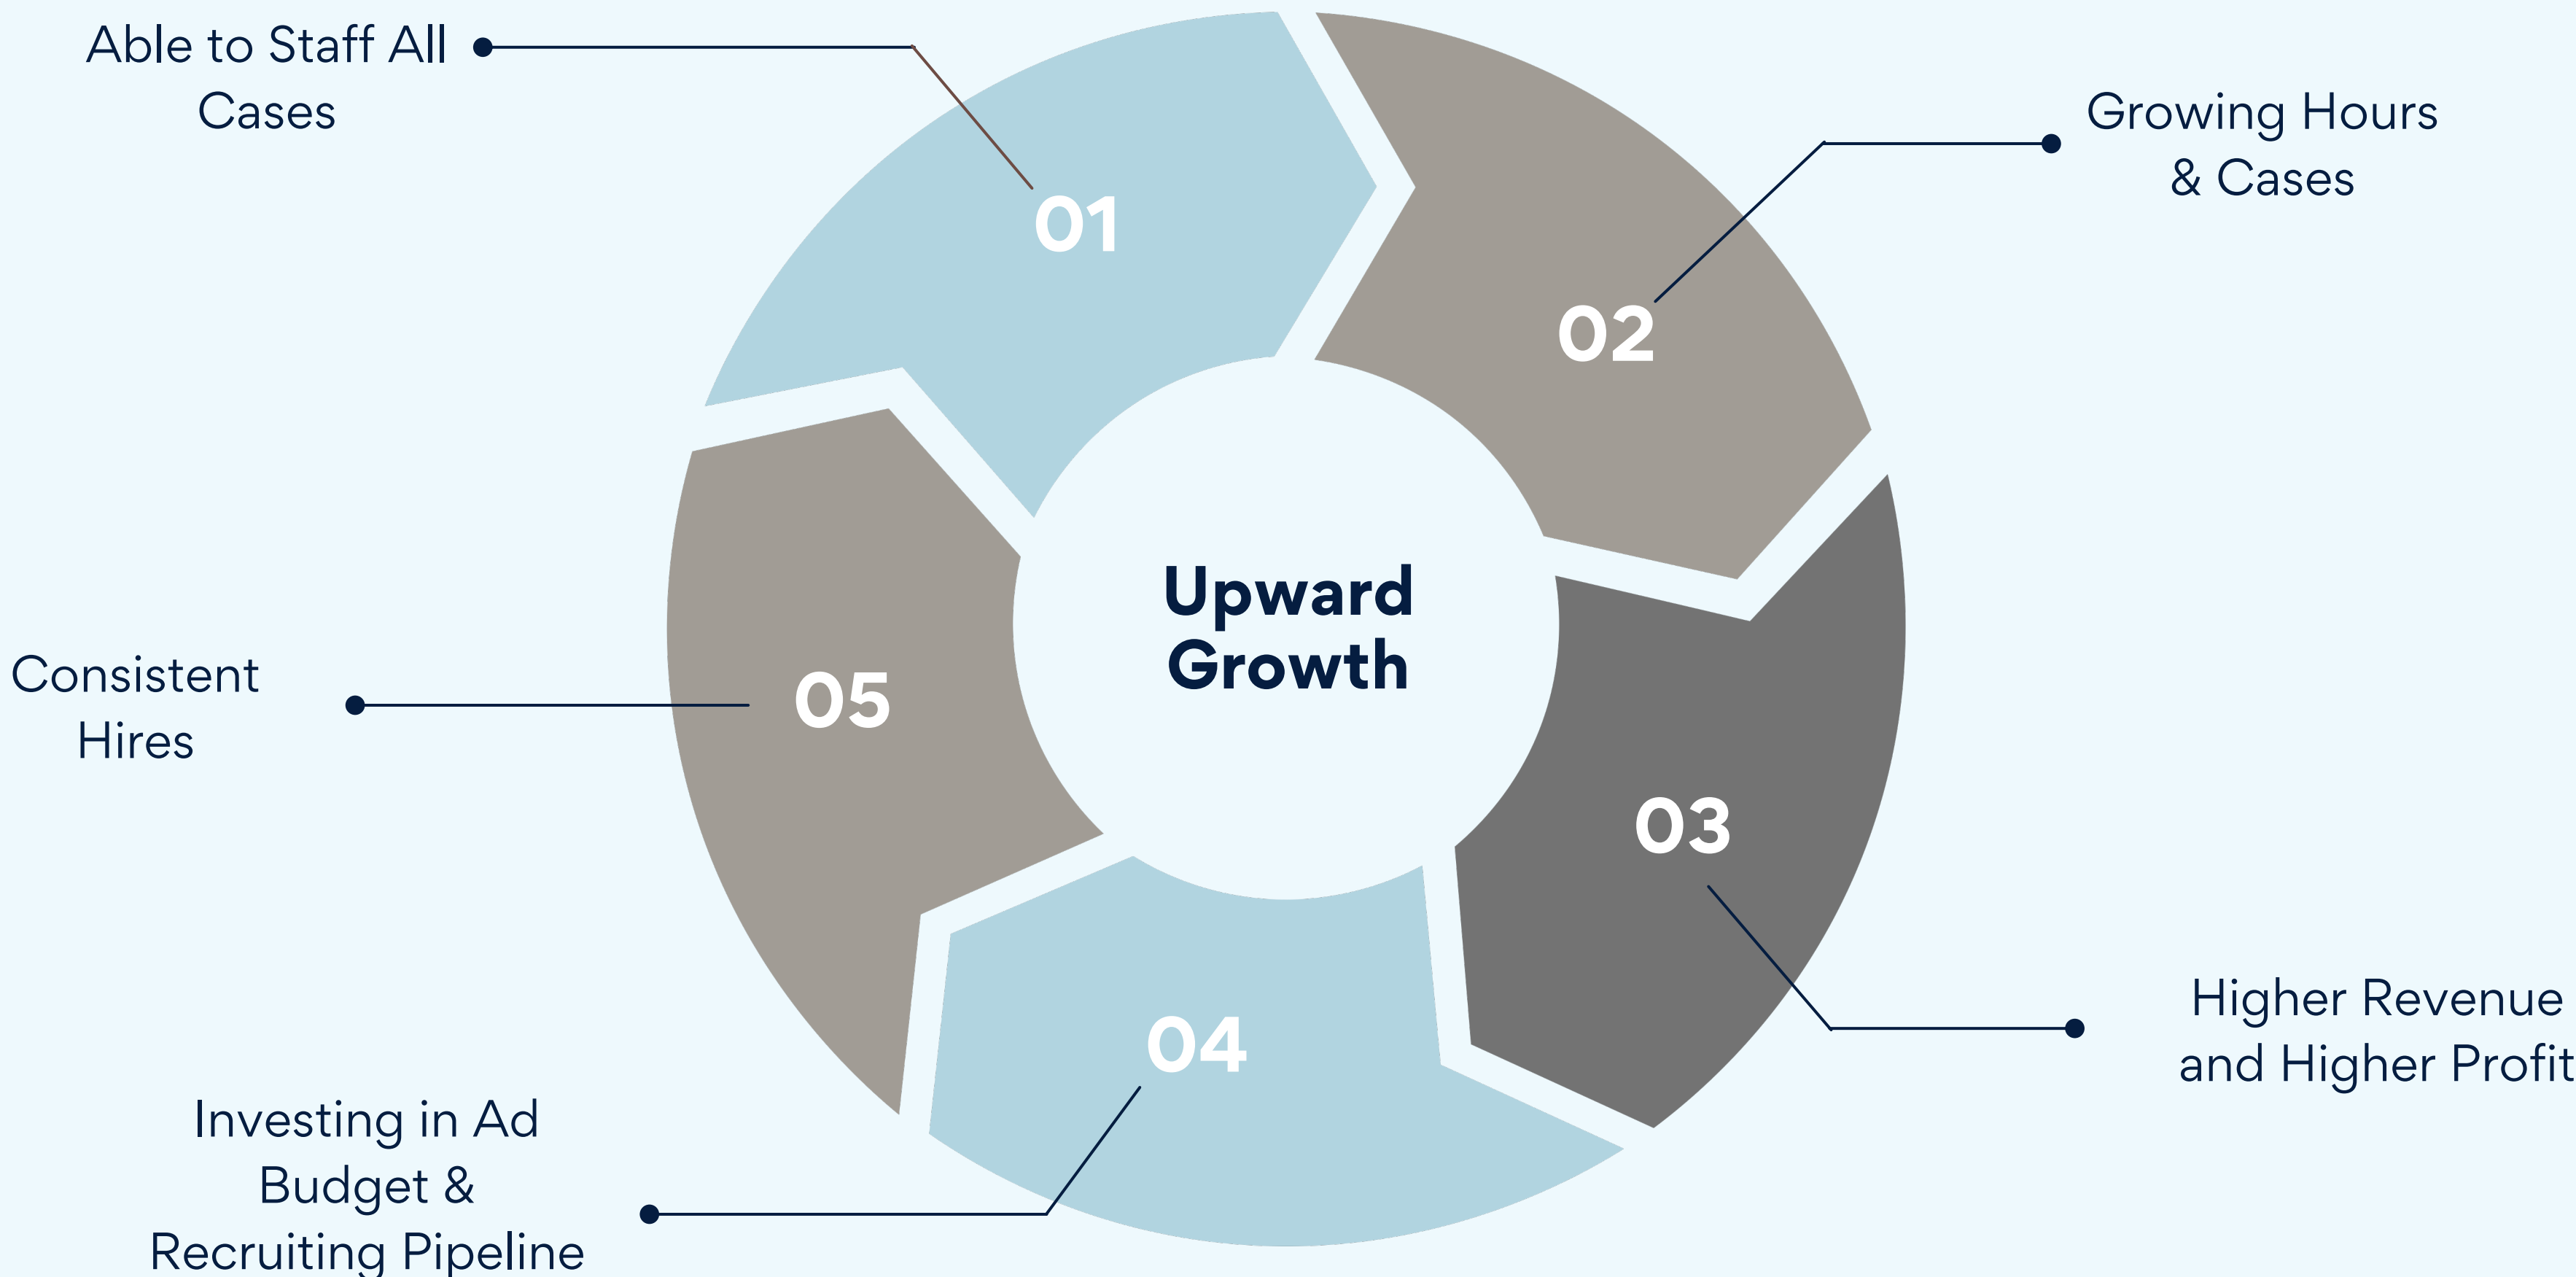 Able to Staff All
Cases
01
Growing Hours
& Cases
02
Upward
Growth
03
Higher Revenue
and Higher Profit
04
Investing in Ad
Budget &
Recruiting Pipeline
05
Consistent
Hires